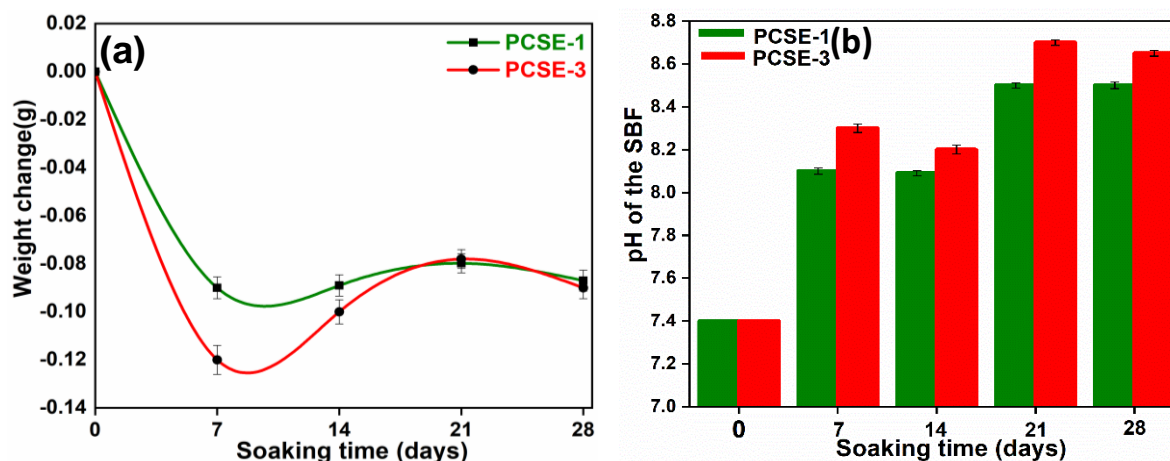 (a)
PCSE-1
PCSE-3
Weight change(g)
0.02
0.00
-0.02
-0.04
-0.06
-0.08
-0.10
-0.12
-0.14
0 7 14 21 28
Soaking time (days)
(b)
PCSE-1
PCSE-3
pH of the SBF
8.8
8.6
8.4
8.2
8.0
7.8
7.6
7.4
7.2
7.0
0 7 14 21 28
Soaking time (days)